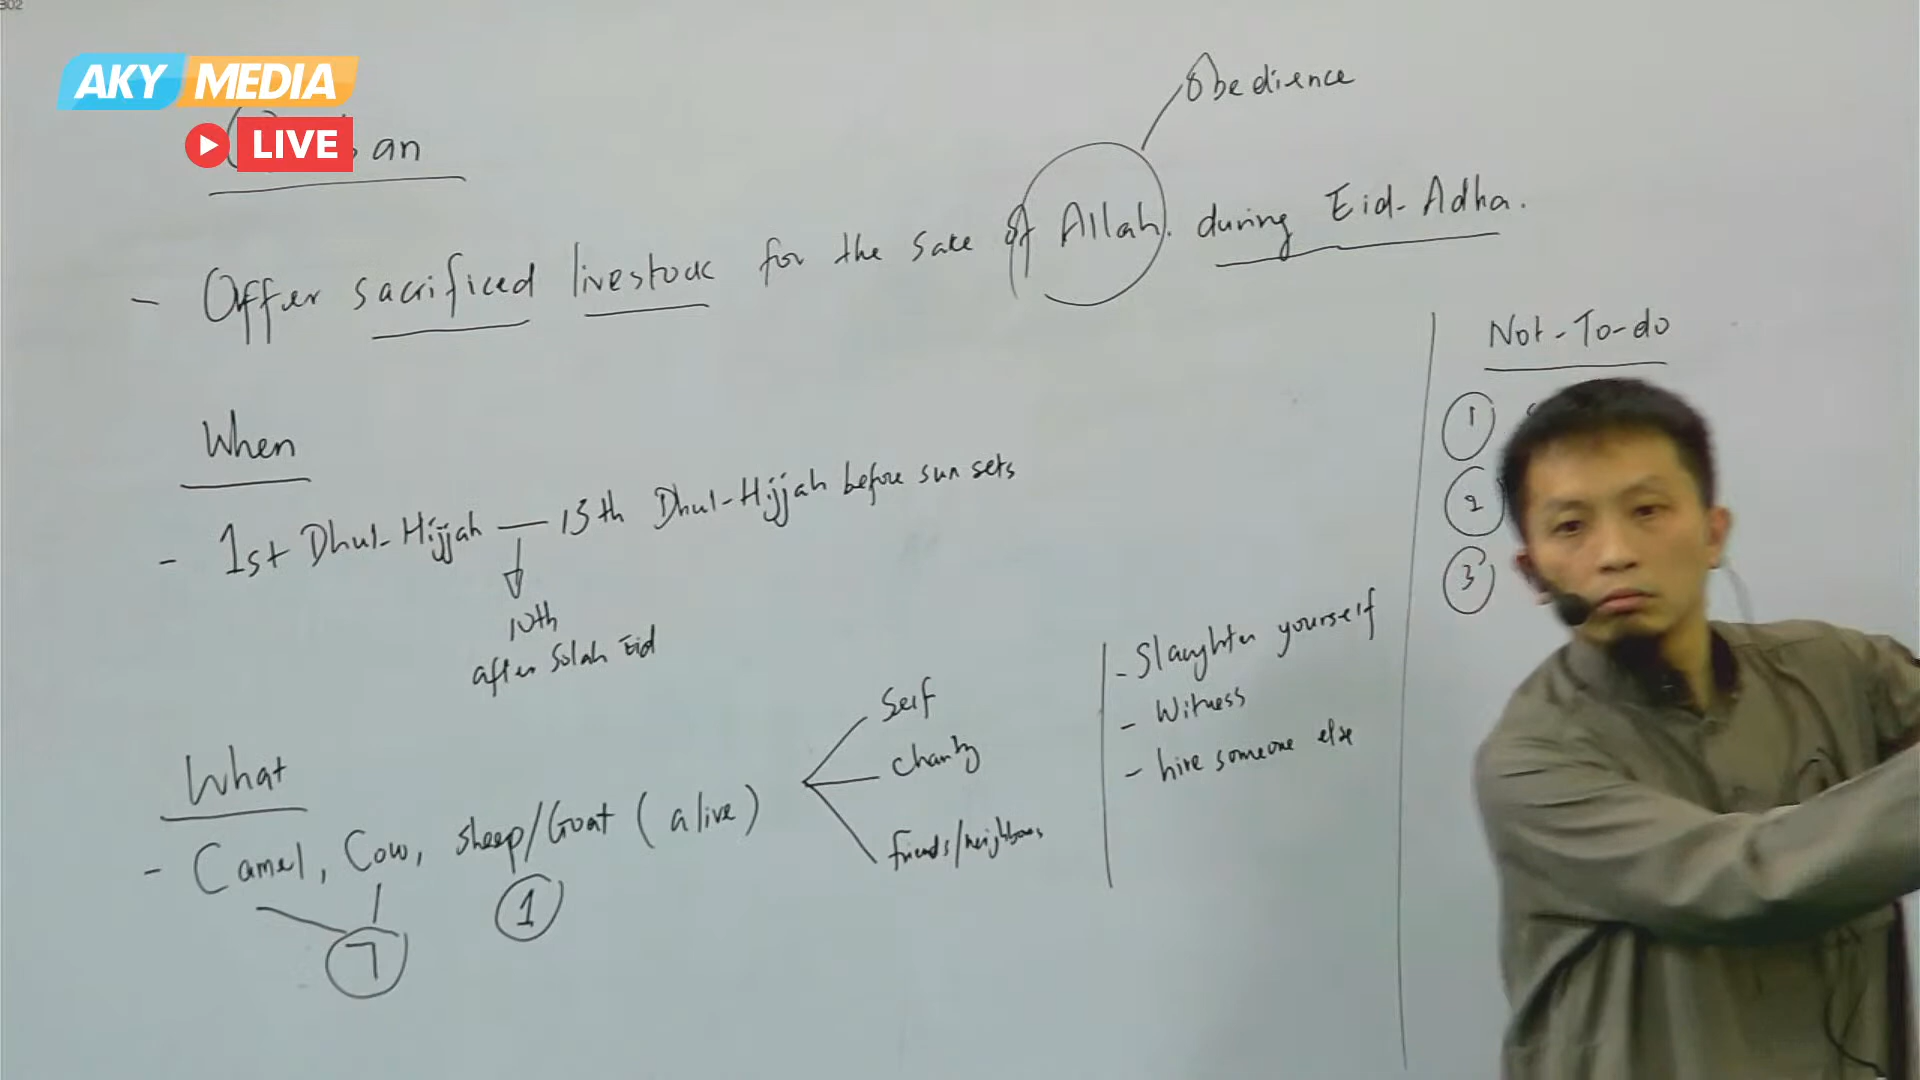 302
AKY MEDIA
LIVE
an
Obedience
- Offer sacrificed livestock for the sake of Allah. during Eid-Adha.
When
- 1st Dhul-Hijjah — 13th Dhul-Hijjah before sun sets
10th
after Solah Eid
What
- Camel, Cow, sheep/Goat (alive)
7
1
Self
charity
friends/neighbours
- Slaughter yourself
- Witness
- hire someone else
Not-To-do
1
2
3